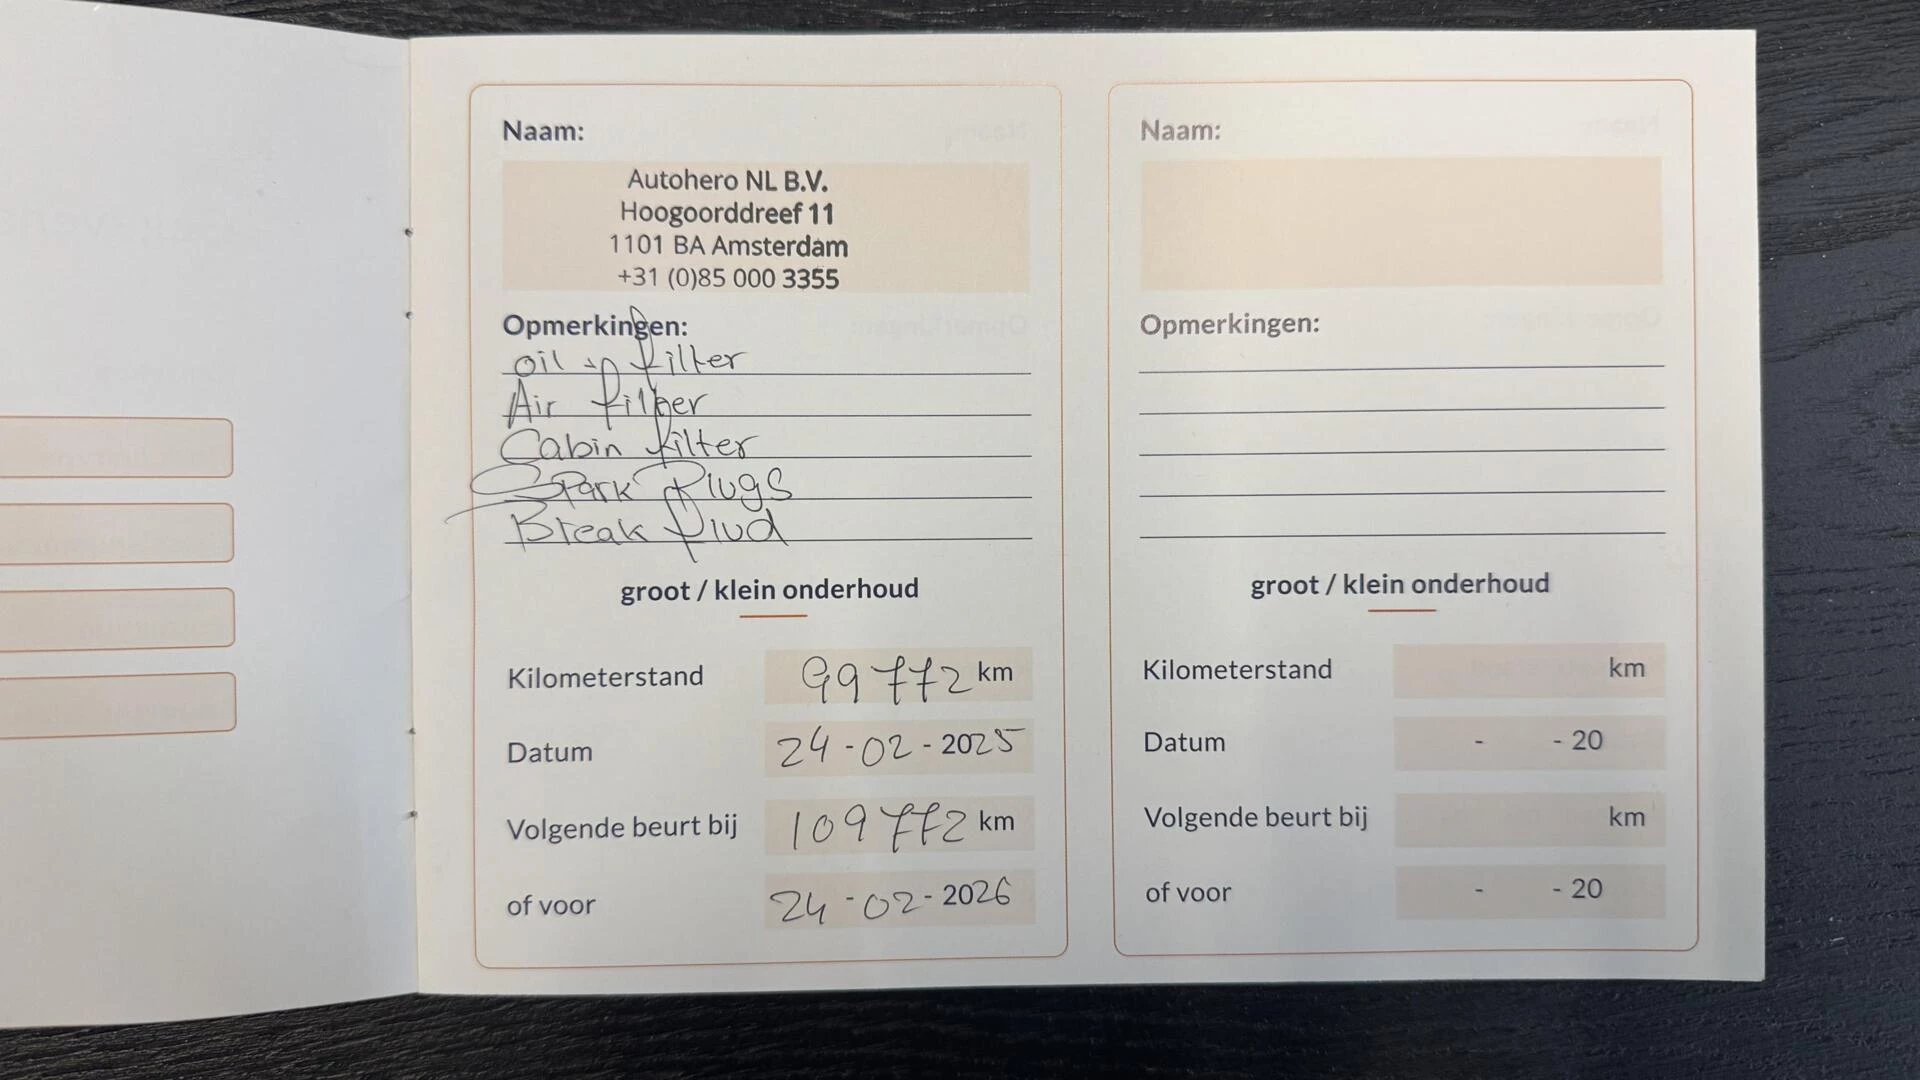 Naam:
Autohero NL B.V.
Hoogoorddreef 11
1101 BA Amsterdam
+31 (0)85 000 3355
Opmerkingen:
oil + filter
Air filter
Cabin filter
Spark Plugs
Break flud
groot / klein onderhoud
Kilometerstand 99772 km
Datum 24-02-2025
Volgende beurt bij 109772 km
of voor 24-02-2026
Naam:
Opmerkingen:
groot / klein onderhoud
Kilometerstand km
Datum - - 20
Volgende beurt bij km
of voor - - 20